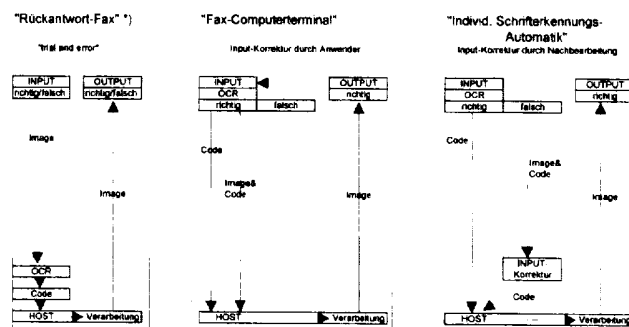 "Rückantwort-Fax" *)
"trial and error"
INPUT
richtig/falsch
OUTPUT
richtig/falsch
Image
Image
OCR
Code
HOST
Verarbeitung
"Fax-Computerterminal"
Input-Korrektur durch Anwender
INPUT
OCR
richtig
falsch
OUTPUT
richtig
Code
Image&
Code
Image
HOST
Verarbeitung
"Individ. Schrifterkennungs-
Automatik"
Input-Korrektur durch Nachbearbeitung
INPUT
OCR
richtig
falsch
OUTPUT
richtig
Code
Image&
Code
Image
INPUT-
Korrektur
Code
HOST
Verarbeitung